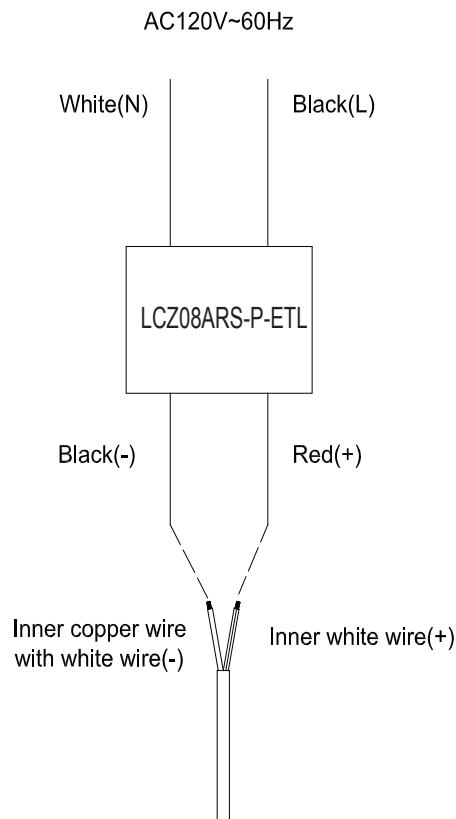 AC120V~60Hz
White(N)
Black(L)
LCZ08ARS-P-ETL
Black(-)
Red(+)
Inner copper wire
with white wire(-)
Inner white wire(+)